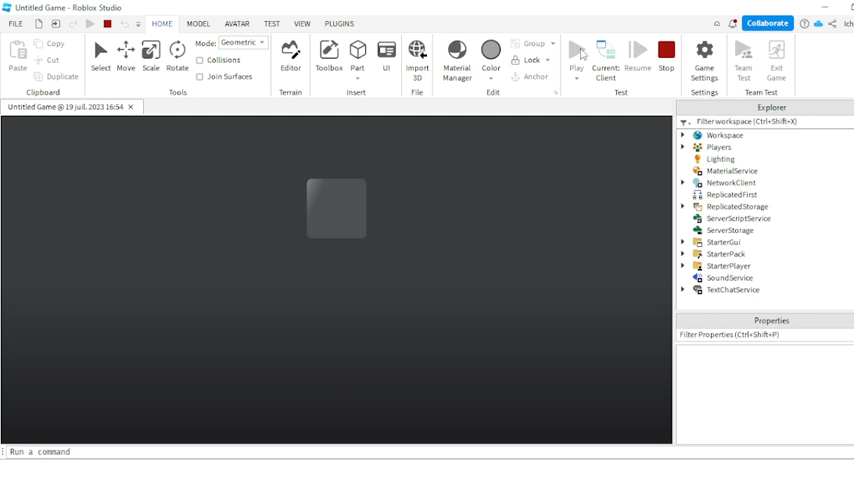 Untitled Game - Roblox Studio
FILE HOME MODEL AVATAR TEST VIEW PLUGINS Collaborate
Paste Copy Cut Duplicate Clipboard
Select Move Scale Rotate Mode: Geometric Collisions Join Surfaces Tools
Editor Terrain
Toolbox Part UI Insert
Import 3D File
Material Manager Color Group Lock Anchor Edit
Play Current: Client Resume Stop Test
Game Settings Settings
Team Test Exit Game Team Test
Untitled Game @ 19 juil. 2023 16:54
Explorer
Filter workspace (Ctrl+Shift+X)
Workspace
Players
Lighting
MaterialService
NetworkClient
ReplicatedFirst
ReplicatedStorage
ServerScriptService
ServerStorage
StarterGui
StarterPack
StarterPlayer
SoundService
TextChatService
Properties
Filter Properties (Ctrl+Shift+P)
Run a command